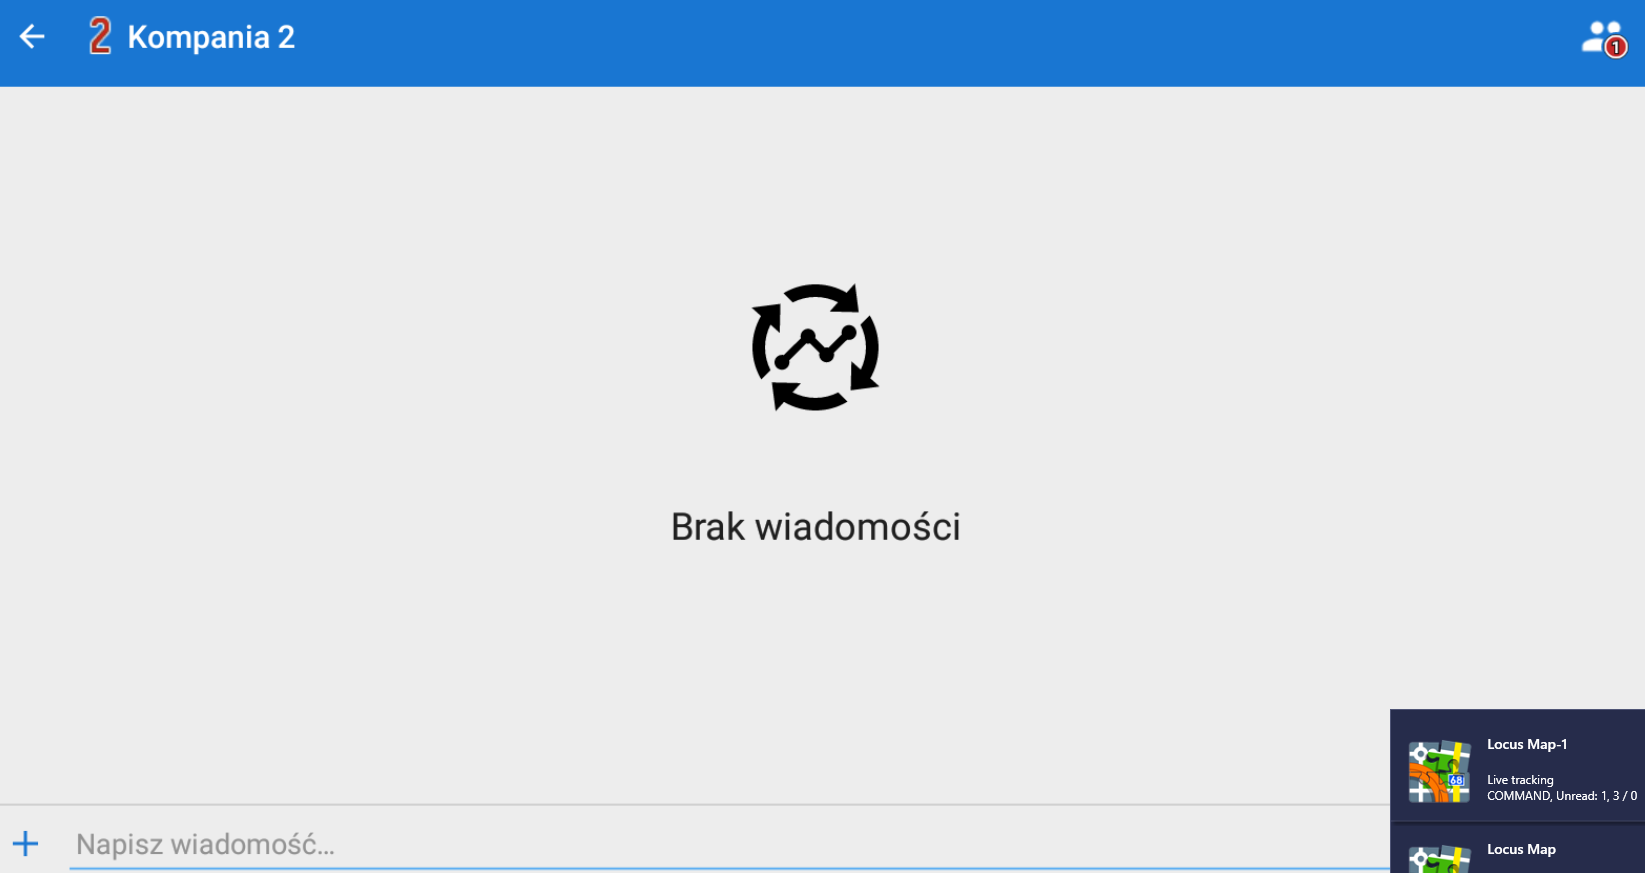 2 Kompania 2
1
Brak wiadomości
Locus Map-1
68
Live tracking
COMMAND, Unread: 1, 3 / 0
Napisz wiadomość...
Locus Map